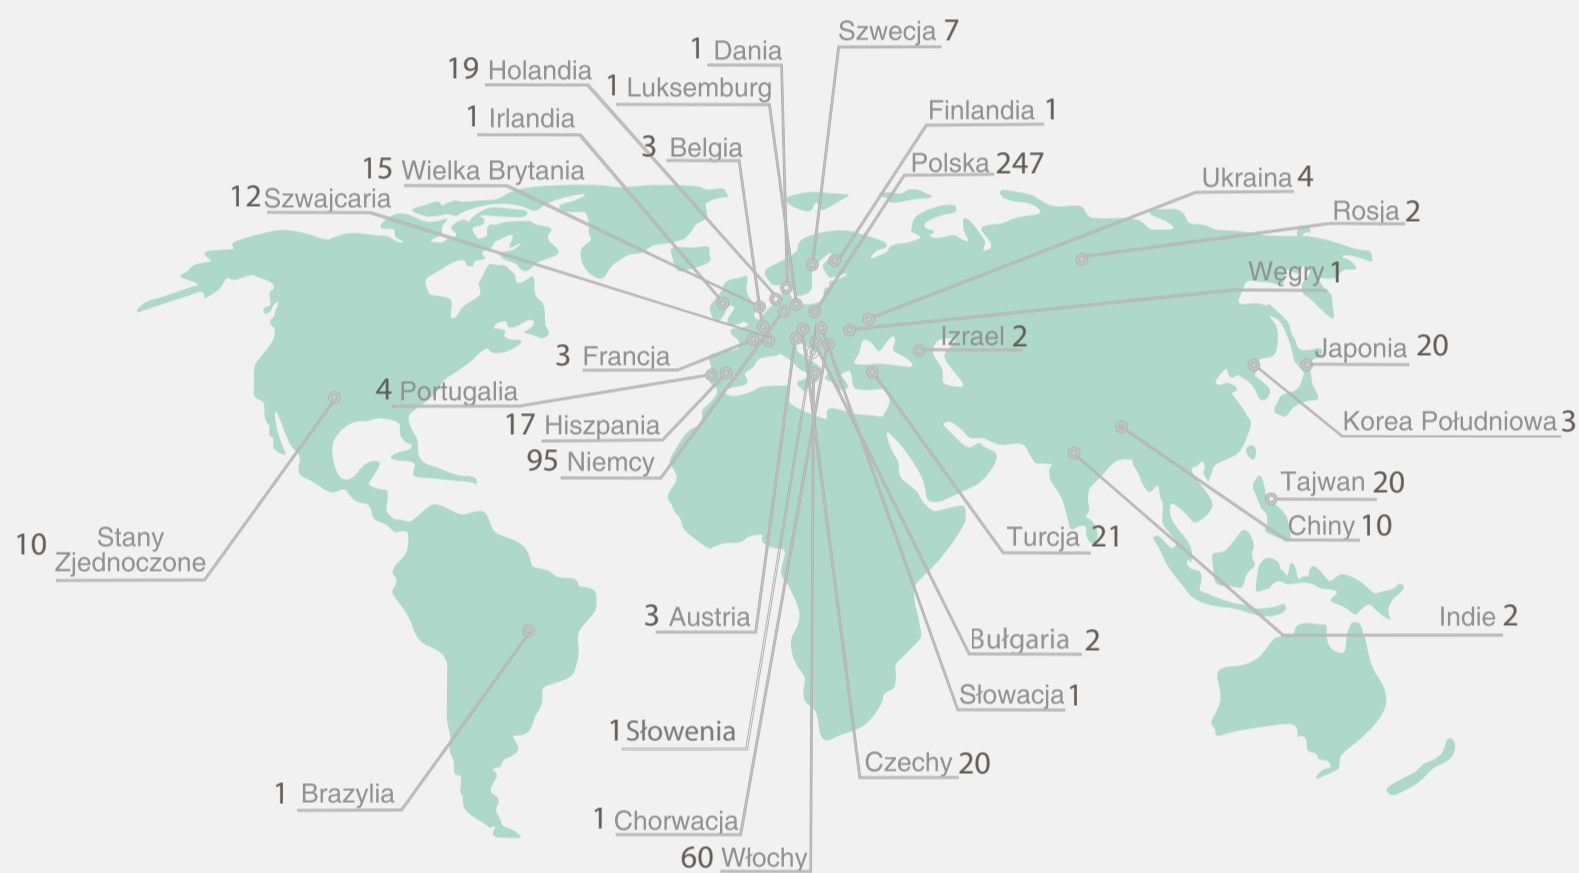 Szwecja 7
1 Dania
19 Holandia
1 Luksemburg
Finlandia 1
1 Irlandia
3 Belgia
Polska 247
15 Wielka Brytania
Ukraina 4
12 Szwajcaria
Rosja 2
Węgry 1
Izrael 2
Japonia 20
3 Francja
4 Portugalia
Korea Południowa 3
17 Hiszpania
95 Niemcy
Tajwan 20
Chiny 10
Turcja 21
10 Stany
Zjednoczone
3 Austria
Indie 2
Bułgaria 2
Słowacja 1
1 Słowenia
Czechy 20
1 Brazylia
1 Chorwacja
60 Włochy